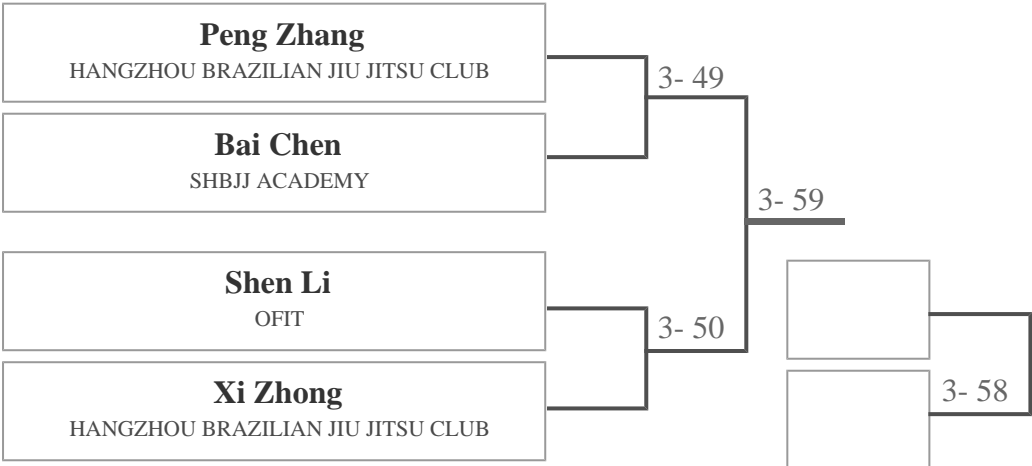 Peng Zhang
HANGZHOU BRAZILIAN JIU JITSU CLUB
3- 49
Bai Chen
SHBJJ ACADEMY
3- 59
Shen Li
OFIT
3- 50
Xi Zhong
HANGZHOU BRAZILIAN JIU JITSU CLUB
3- 58